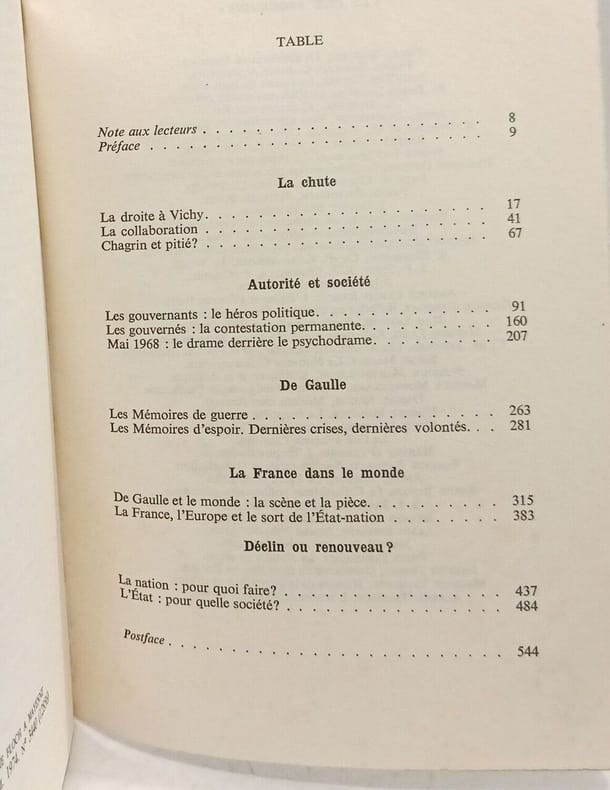 TABLE
Note aux lecteurs . . . . . . . . . . . . . . . . . . 8
Préface . . . . . . . . . . . . . . . . . . . . . 9
La chute
La droite à Vichy. . . . . . . . . . . . . . . . . . 17
La collaboration . . . . . . . . . . . . . . . . . . 41
Chagrin et pitié? . . . . . . . . . . . . . . . . . . 67
Autorité et société
Les gouvernants : le héros politique. . . . . . . . . . . 91
Les gouvernés : la contestation permanente. . . . . . . . 160
Mai 1968 : le drame derrière le psychodrame. . . . . . . . 207
De Gaulle
Les Mémoires de guerre . . . . . . . . . . . . . . . 263
Les Mémoires d'espoir. Dernières crises, dernières volontés. . . 281
La France dans le monde
De Gaulle et le monde : la scène et la pièce. . . . . . . . . 315
La France, l'Europe et le sort de l'État-nation . . . . . . . . 383
Déclin ou renouveau?
La nation : pour quoi faire? . . . . . . . . . . . . . . 437
L'État : pour quelle société? . . . . . . . . . . . . . . 484
Postface . . . . . . . . . . . . . . . . . . . . . 544
FLOCH A MAYENNE
1974. N°